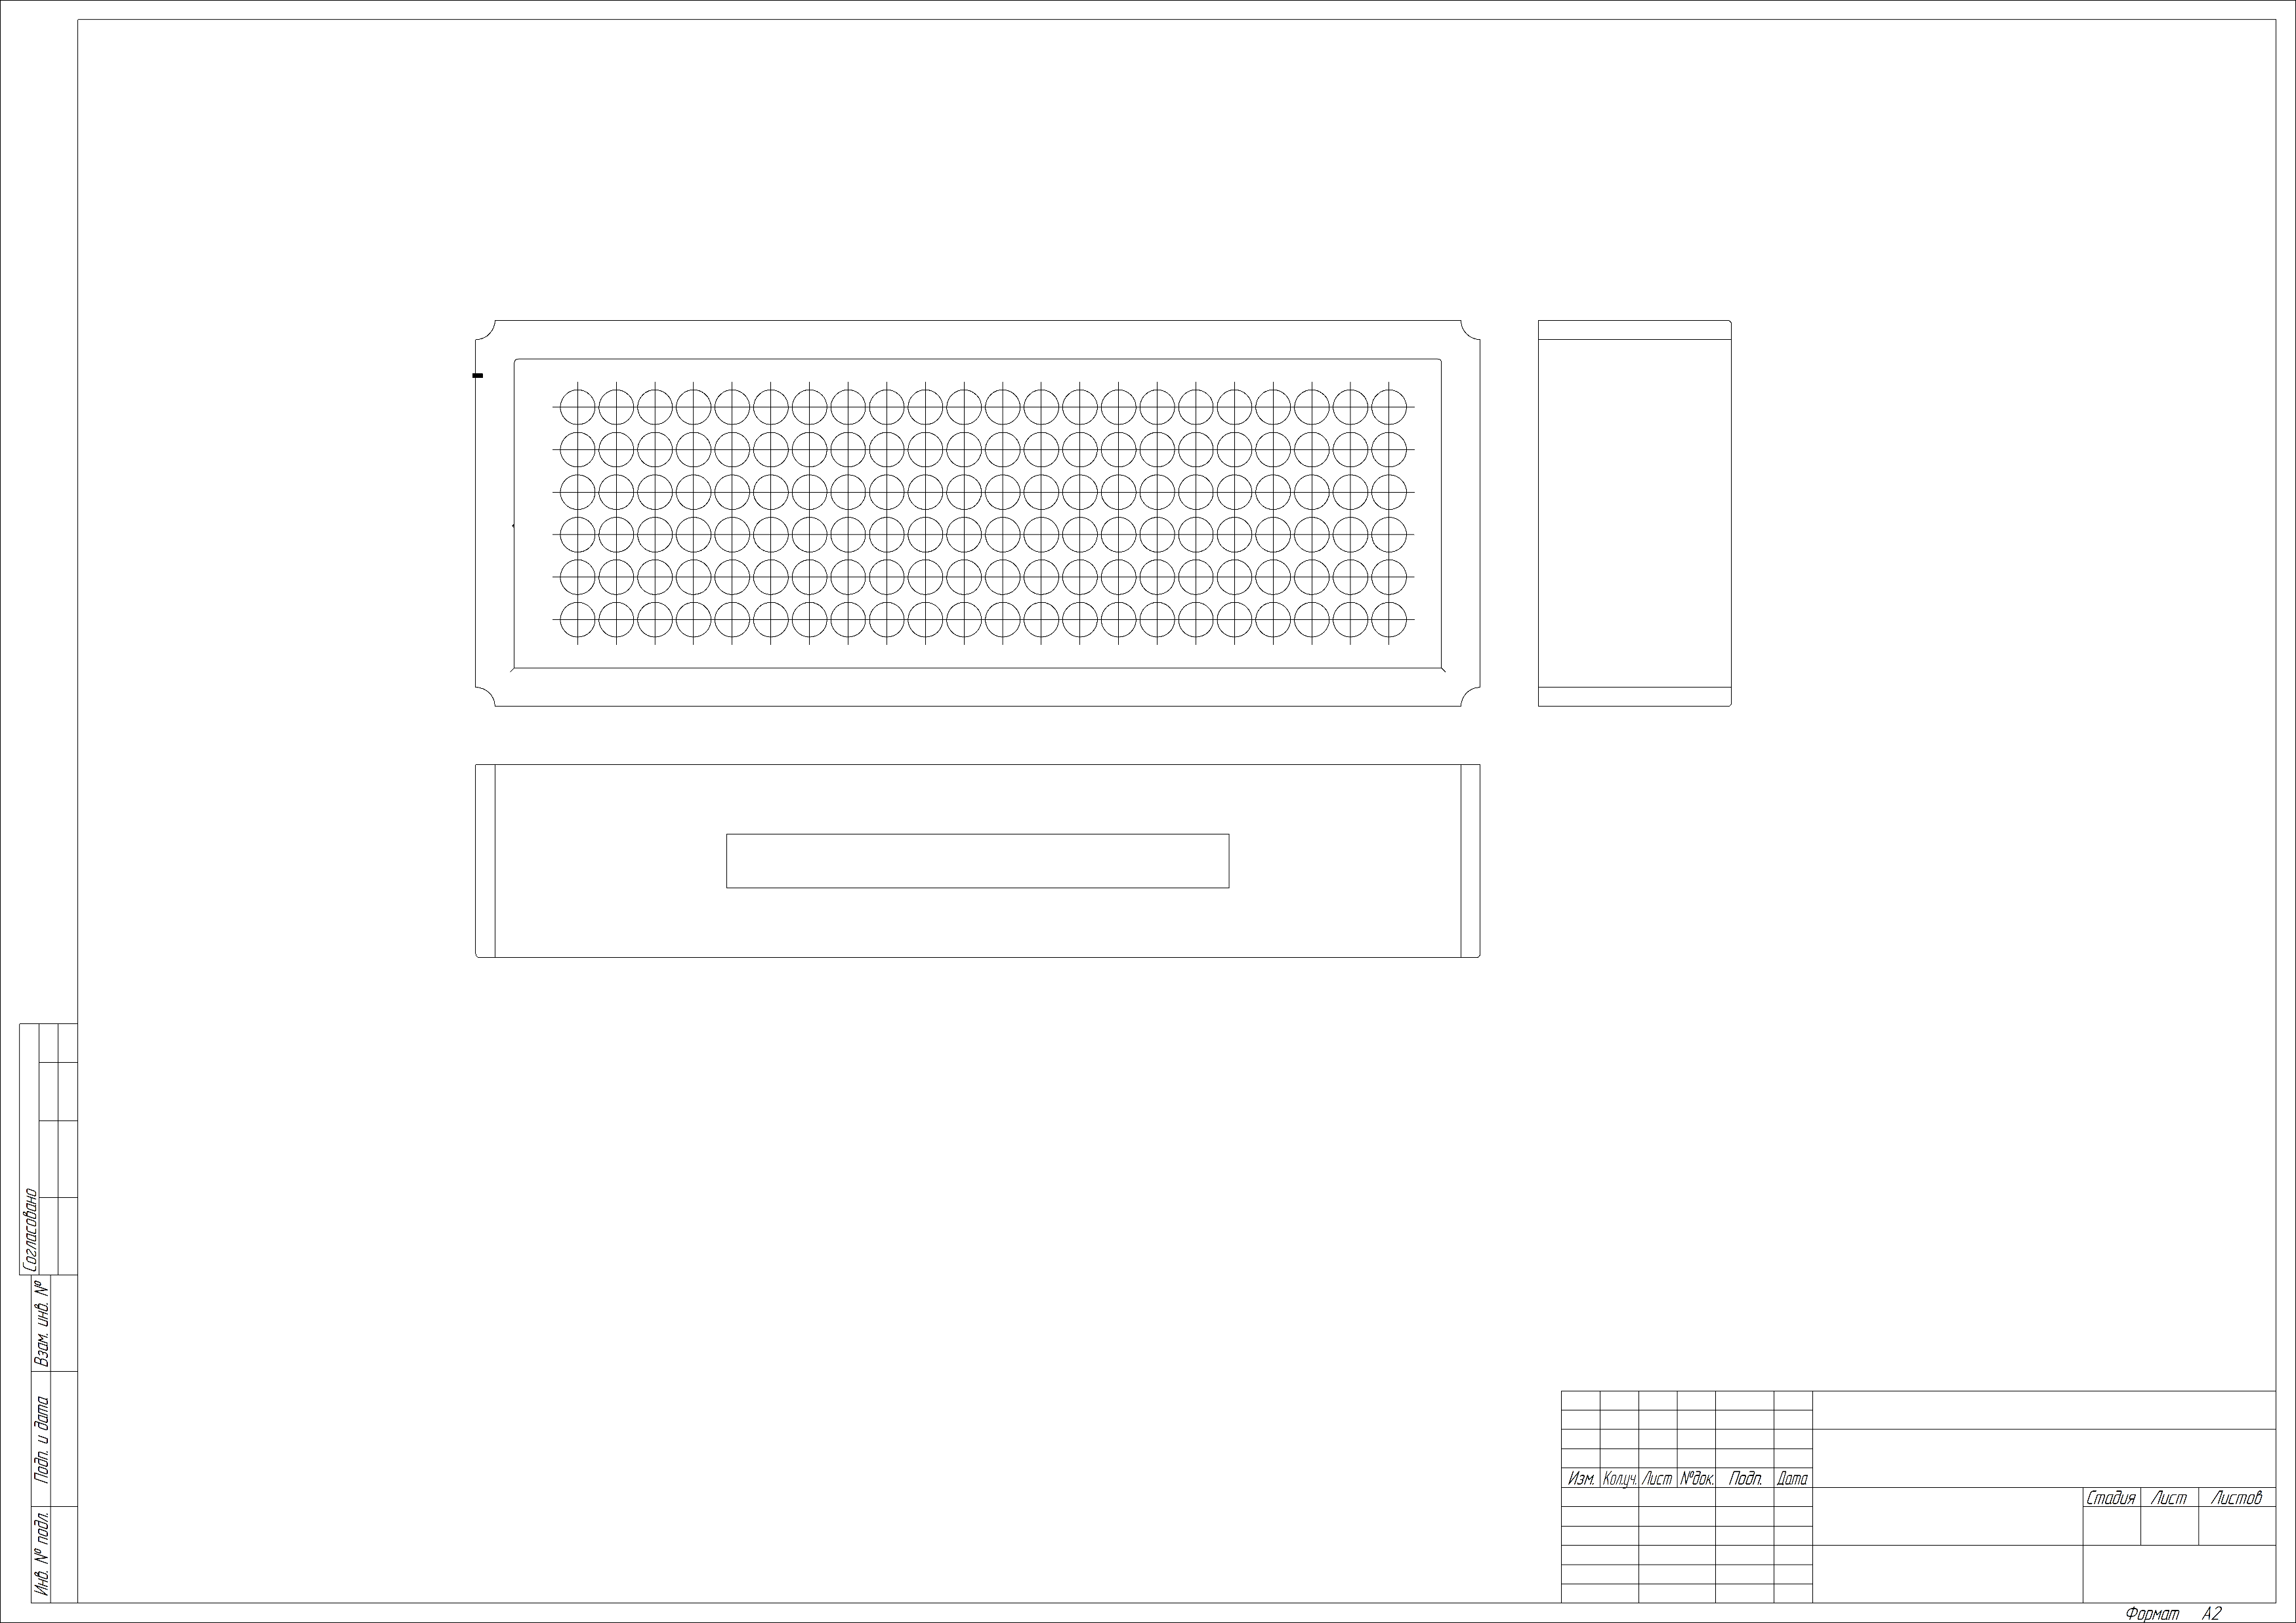 Согласовано
Взам. инв. №
Подп. и дата
Инв. № подл.
Изм. Кол.уч. Лист №док. Подп. Дата
Стадия Лист Листов
Формат А2